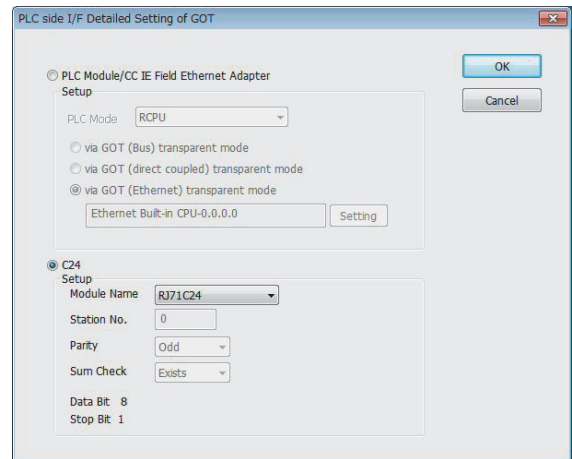 PLC side I/F Detailed Setting of GOT
OK
Cancel
PLC Module/CC IE Field Ethernet Adapter
Setup
PLC Mode RCPU
via GOT (Bus) transparent mode
via GOT (direct coupled) transparent mode
via GOT (Ethernet) transparent mode
Ethernet Built-in CPU-0.0.0.0 Setting
C24
Setup
Module Name RJ71C24
Station No. 0
Parity Odd
Sum Check Exists
Data Bit 8
Stop Bit 1